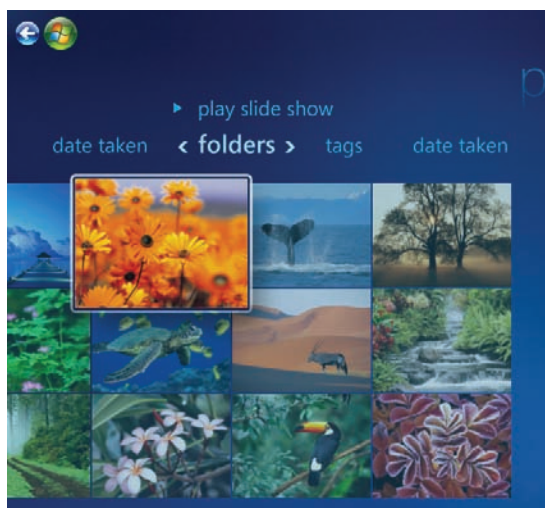 play slide show
date taken ‹ folders › tags date taken